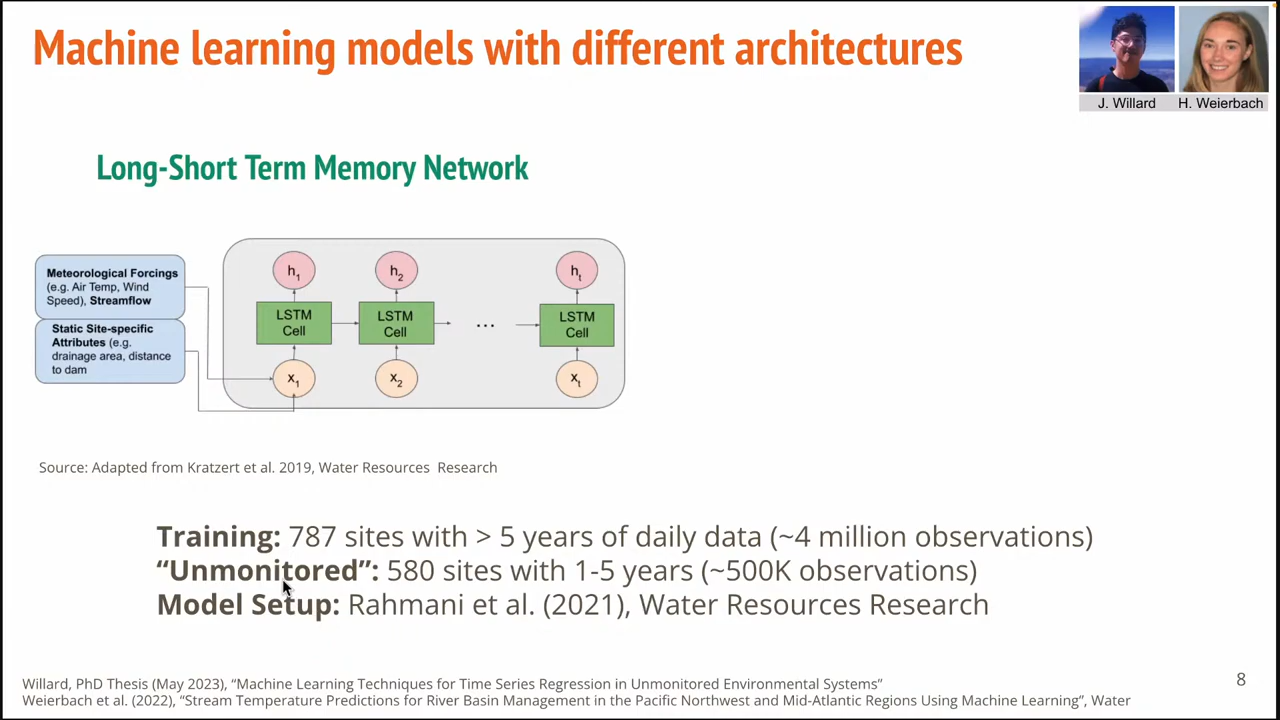 Machine learning models with different architectures
J. Willard
H. Weierbach
Long-Short Term Memory Network
Meteorological Forcings
(e.g. Air Temp, Wind
Speed), Streamflow
Static Site-specific
Attributes (e.g.
drainage area, distance
to dam
h1
h2
ht
LSTM
Cell
LSTM
Cell
...
LSTM
Cell
x1
x2
xt
Source: Adapted from Kratzert et al. 2019, Water Resources Research
Training: 787 sites with > 5 years of daily data (~4 million observations)
“Unmonitored”: 580 sites with 1-5 years (~500K observations)
Model Setup: Rahmani et al. (2021), Water Resources Research
Willard, PhD Thesis (May 2023), “Machine Learning Techniques for Time Series Regression in Unmonitored Environmental Systems”
Weierbach et al. (2022), “Stream Temperature Predictions for River Basin Management in the Pacific Northwest and Mid-Atlantic Regions Using Machine Learning”, Water
8